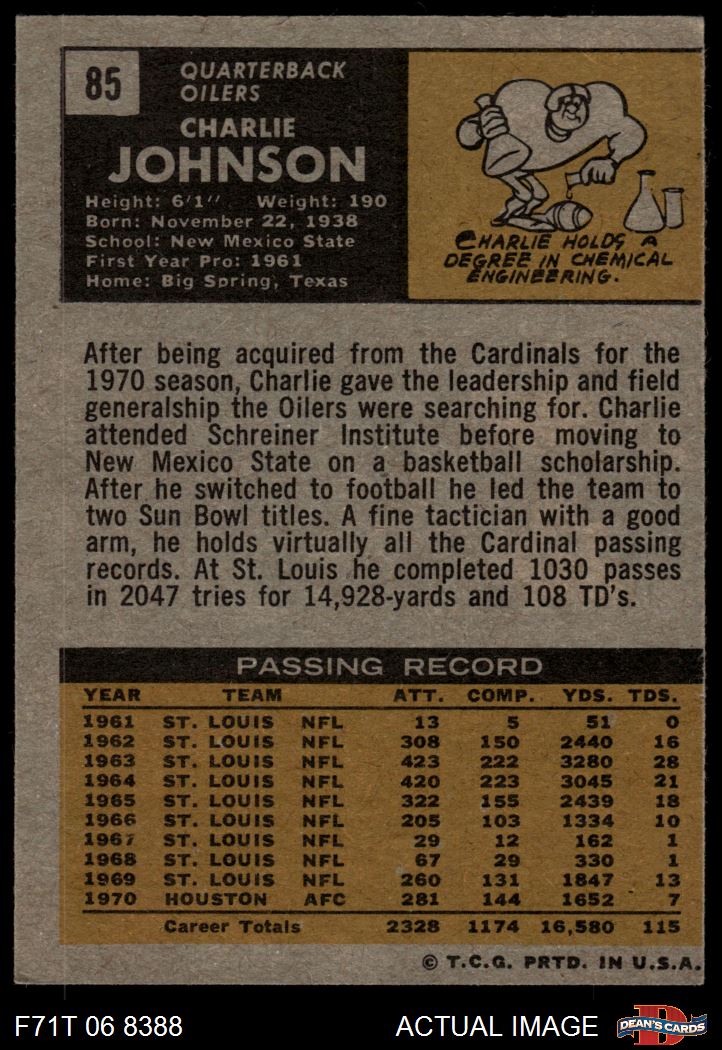 85
QUARTERBACK
OILERS
CHARLIE
JOHNSON
Height: 6'1" Weight: 190
Born: November 22, 1938
School: New Mexico State
First Year Pro: 1961
Home: Big Spring, Texas
CHARLIE HOLDS A
DEGREE IN CHEMICAL
ENGINEERING.
After being acquired from the Cardinals for the
1970 season, Charlie gave the leadership and field
generalship the Oilers were searching for. Charlie
attended Schreiner Institute before moving to
New Mexico State on a basketball scholarship.
After he switched to football he led the team to
two Sun Bowl titles. A fine tactician with a good
arm, he holds virtually all the Cardinal passing
records. At St. Louis he completed 1030 passes
in 2047 tries for 14,928-yards and 108 TD's.
PASSING RECORD
YEAR TEAM ATT. COMP. YDS. TDS.
1961 ST. LOUIS NFL 13 5 51 0
1962 ST. LOUIS NFL 308 150 2440 16
1963 ST. LOUIS NFL 423 222 3280 28
1964 ST. LOUIS NFL 420 223 3045 21
1965 ST. LOUIS NFL 322 155 2439 18
1966 ST. LOUIS NFL 205 103 1334 10
1967 ST. LOUIS NFL 29 12 162 1
1968 ST. LOUIS NFL 67 29 330 1
1969 ST. LOUIS NFL 260 131 1847 13
1970 HOUSTON AFC 281 144 1652 7
Career Totals 2328 1174 16,580 115
© T.C.G. PRTD. IN U.S.A.
F71T 06 8388 ACTUAL IMAGE
D
DEAN'S CARDS